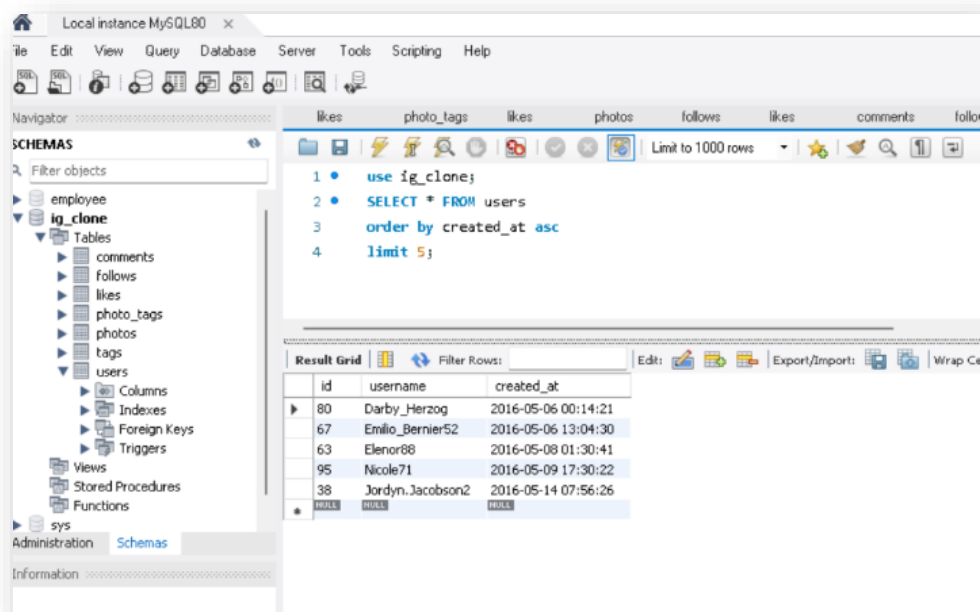 Local instance MySQL80
ile Edit View Query Database Server Tools Scripting Help
Navigator
SCHEMAS
Filter objects
employee
ig_clone
Tables
comments
follows
likes
photo_tags
photos
tags
users
Columns
Indexes
Foreign Keys
Triggers
Views
Stored Procedures
Functions
sys
Administration Schemas
Information
likes photo_tags likes photos follows likes comments follow
Limit to 1000 rows
1 use ig_clone;
2 SELECT * FROM users
3 order by created_at asc
4 limit 5;
Result Grid Filter Rows: Edit: Export/Import: Wrap Ce
id username created_at
80 Darby_Herzog 2016-05-06 00:14:21
67 Emilio_Bernier52 2016-05-06 13:04:30
63 Elenor88 2016-05-08 01:30:41
95 Nicole71 2016-05-09 17:30:22
38 Jordyn.Jacobson2 2016-05-14 07:56:26
NULL NULL NULL